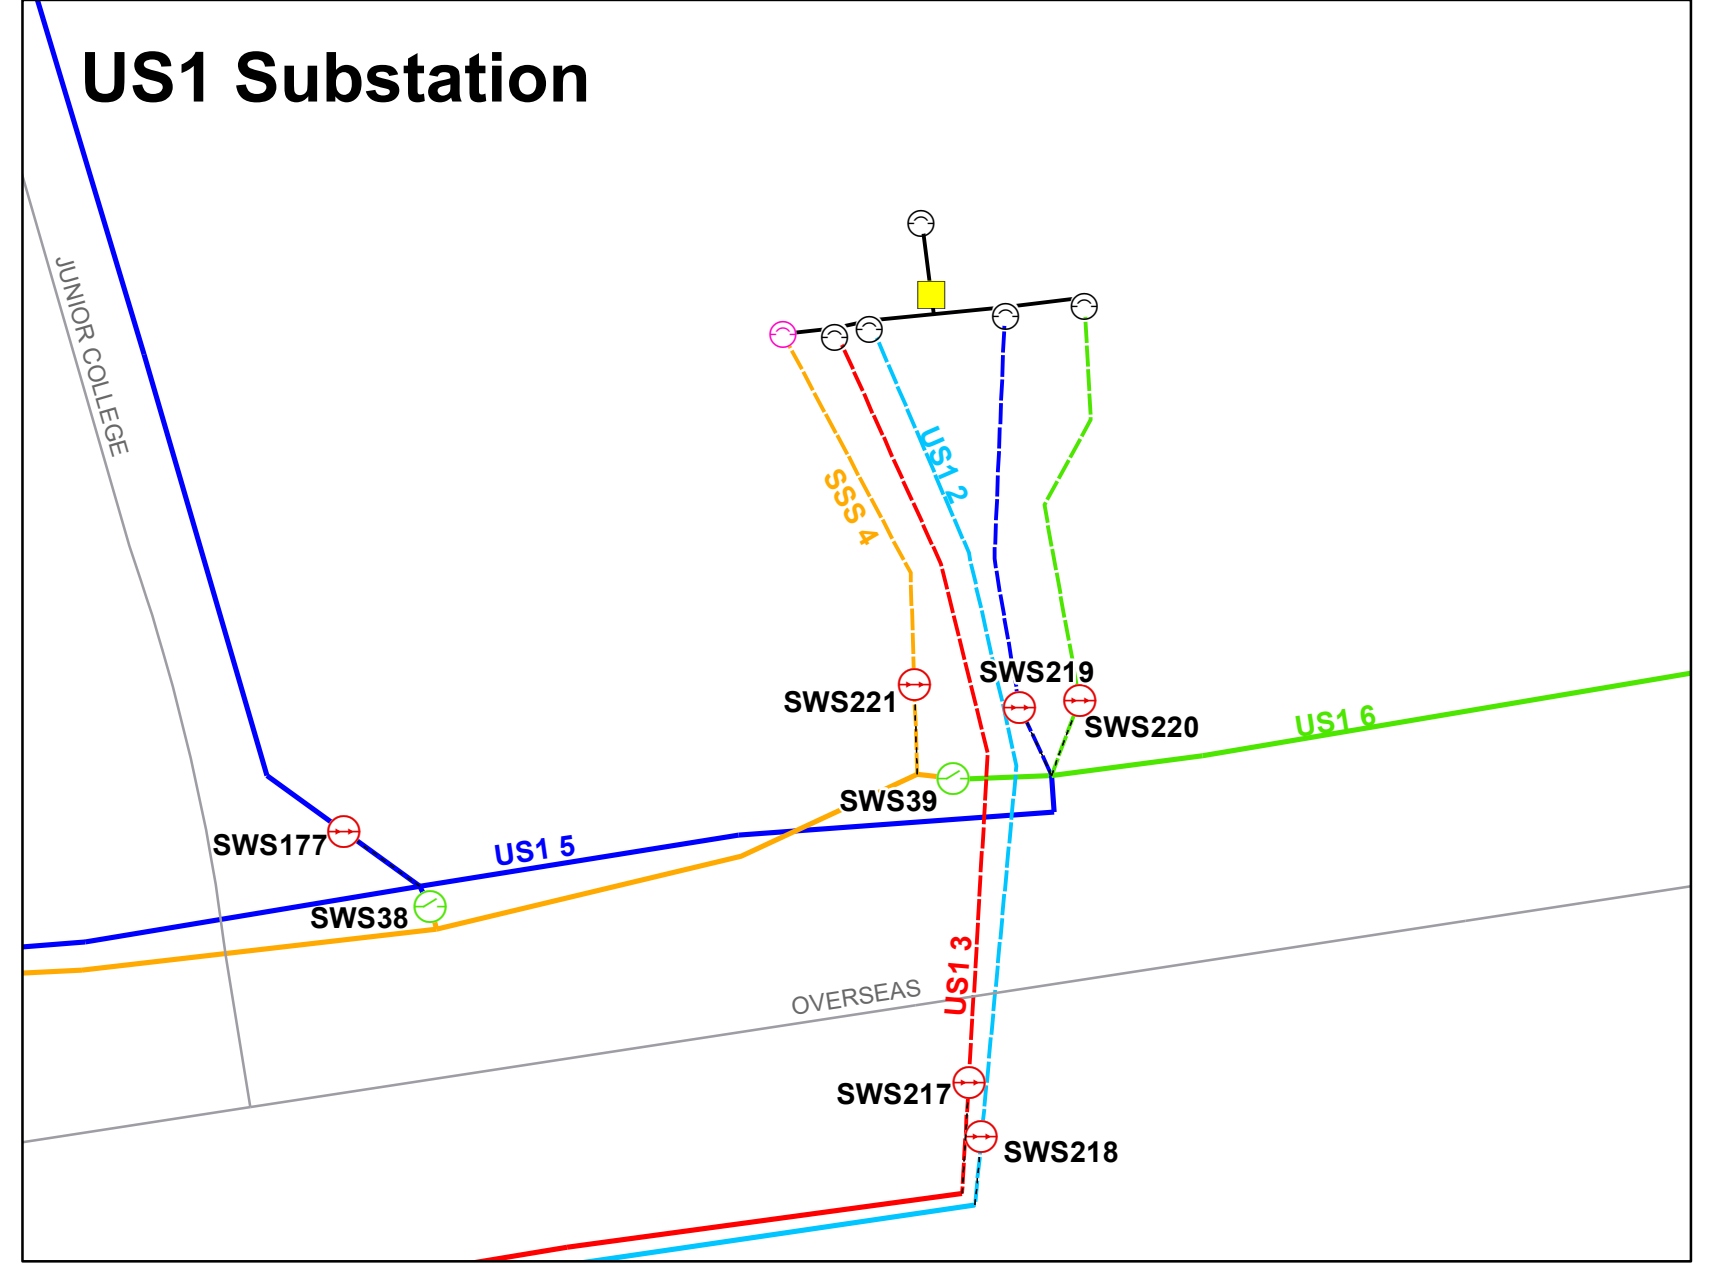 US1 Substation
JUNIOR COLLEGE
US1 2
SSS 4
SWS219
SWS221
SWS220
US1 6
SWS39
SWS177
US1 5
SWS38
US1 3
OVERSEAS
SWS217
SWS218